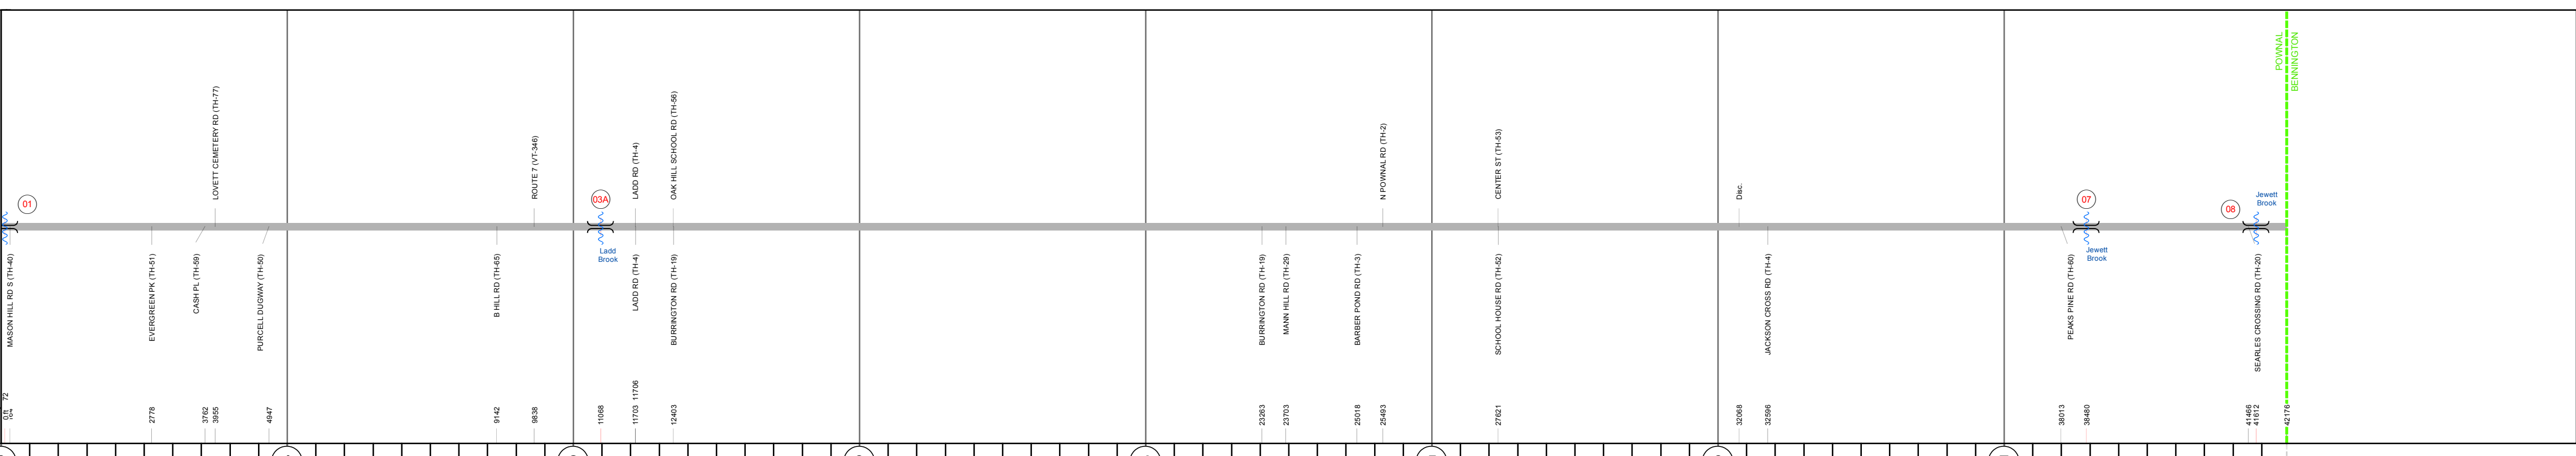 POWNAL
BENNINGTON
LOVETT CEMETERY RD (TH-77)
ROUTE 7 (VT-346)
LADD RD (TH-4)
OAK HILL SCHOOL RD (TH-56)
N POWNAL RD (TH-2)
CENTER ST (TH-53)
Disc.
01
03A
07
08
Jewett
Brook
Ladd
Brook
Jewett
Brook
MASON HILL RD S (TH-40)
EVERGREEN PK (TH-51)
CASH PL (TH-59)
PURCELL DUGWAY (TH-50)
B HILL RD (TH-65)
LADD RD (TH-4)
BURRINGTON RD (TH-19)
BURRINGTON RD (TH-19)
MANN HILL RD (TH-29)
BARBER POND RD (TH-3)
SCHOOL HOUSE RD (TH-52)
JACKSON CROSS RD (TH-4)
PEAKS PINE RD (TH-60)
SEARLES CROSSING RD (TH-20)
0 ft
72
2778
3762
3955
4947
9142
9838
11068
11703 11706
12403
23263
23703
25018
25493
27621
32068
32596
38013
38480
41466
41612
42176